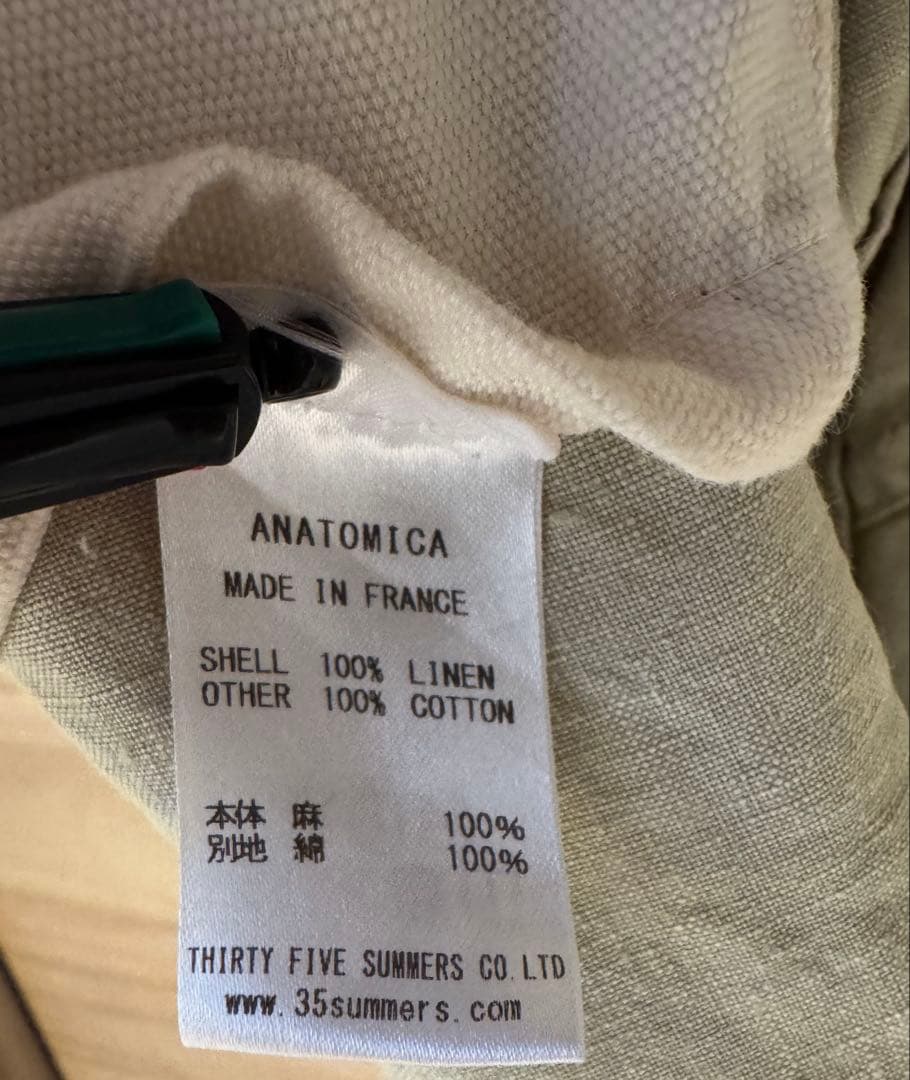 ANATOMICA
MADE IN FRANCE
SHELL 100% LINEN
OTHER 100% COTTON
本体 麻 100%
別地 綿 100%
THIRTY FIVE SUMMERS CO.LTD
www.35summers.com